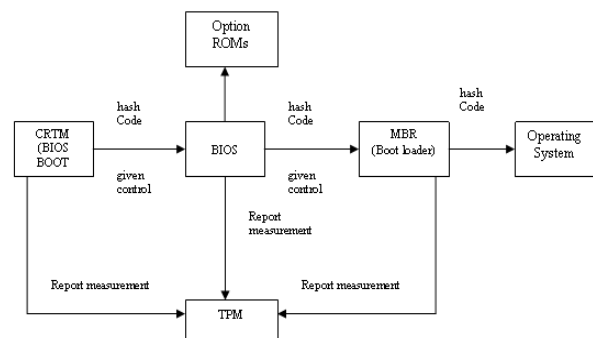 Option
ROMs
hash
Code
hash
Code
hash
Code
CRTM
(BIOS
BOOT
BIOS
MBR
(Boot loader)
Operating
System
given
control
given
control
Report
measurement
Report measurement
Report measurement
TPM